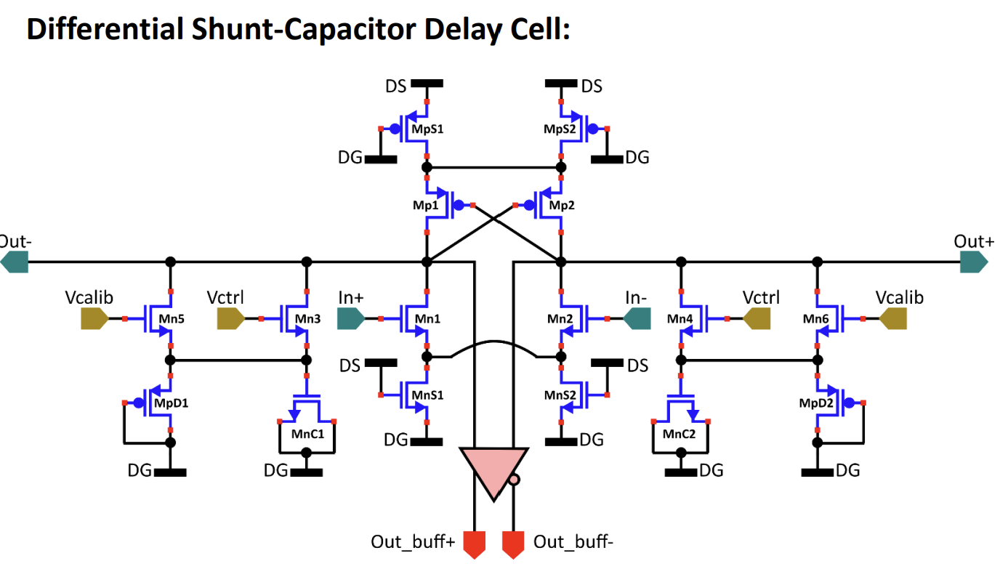 Differential Shunt-Capacitor Delay Cell:
DS DS
MpS1 MpS2
DG DG
Mp1 Mp2
Out- Out+
Vcalib Vctrl In+ In- Vctrl Vcalib
Mn5 Mn3 Mn1 Mn2 Mn4 Mn6
DS DS
MpD1 MnS1 MnS2 MpD2
MnC1 MnC2
DG DG
DG DG DG DG
Out_buff+ Out_buff-